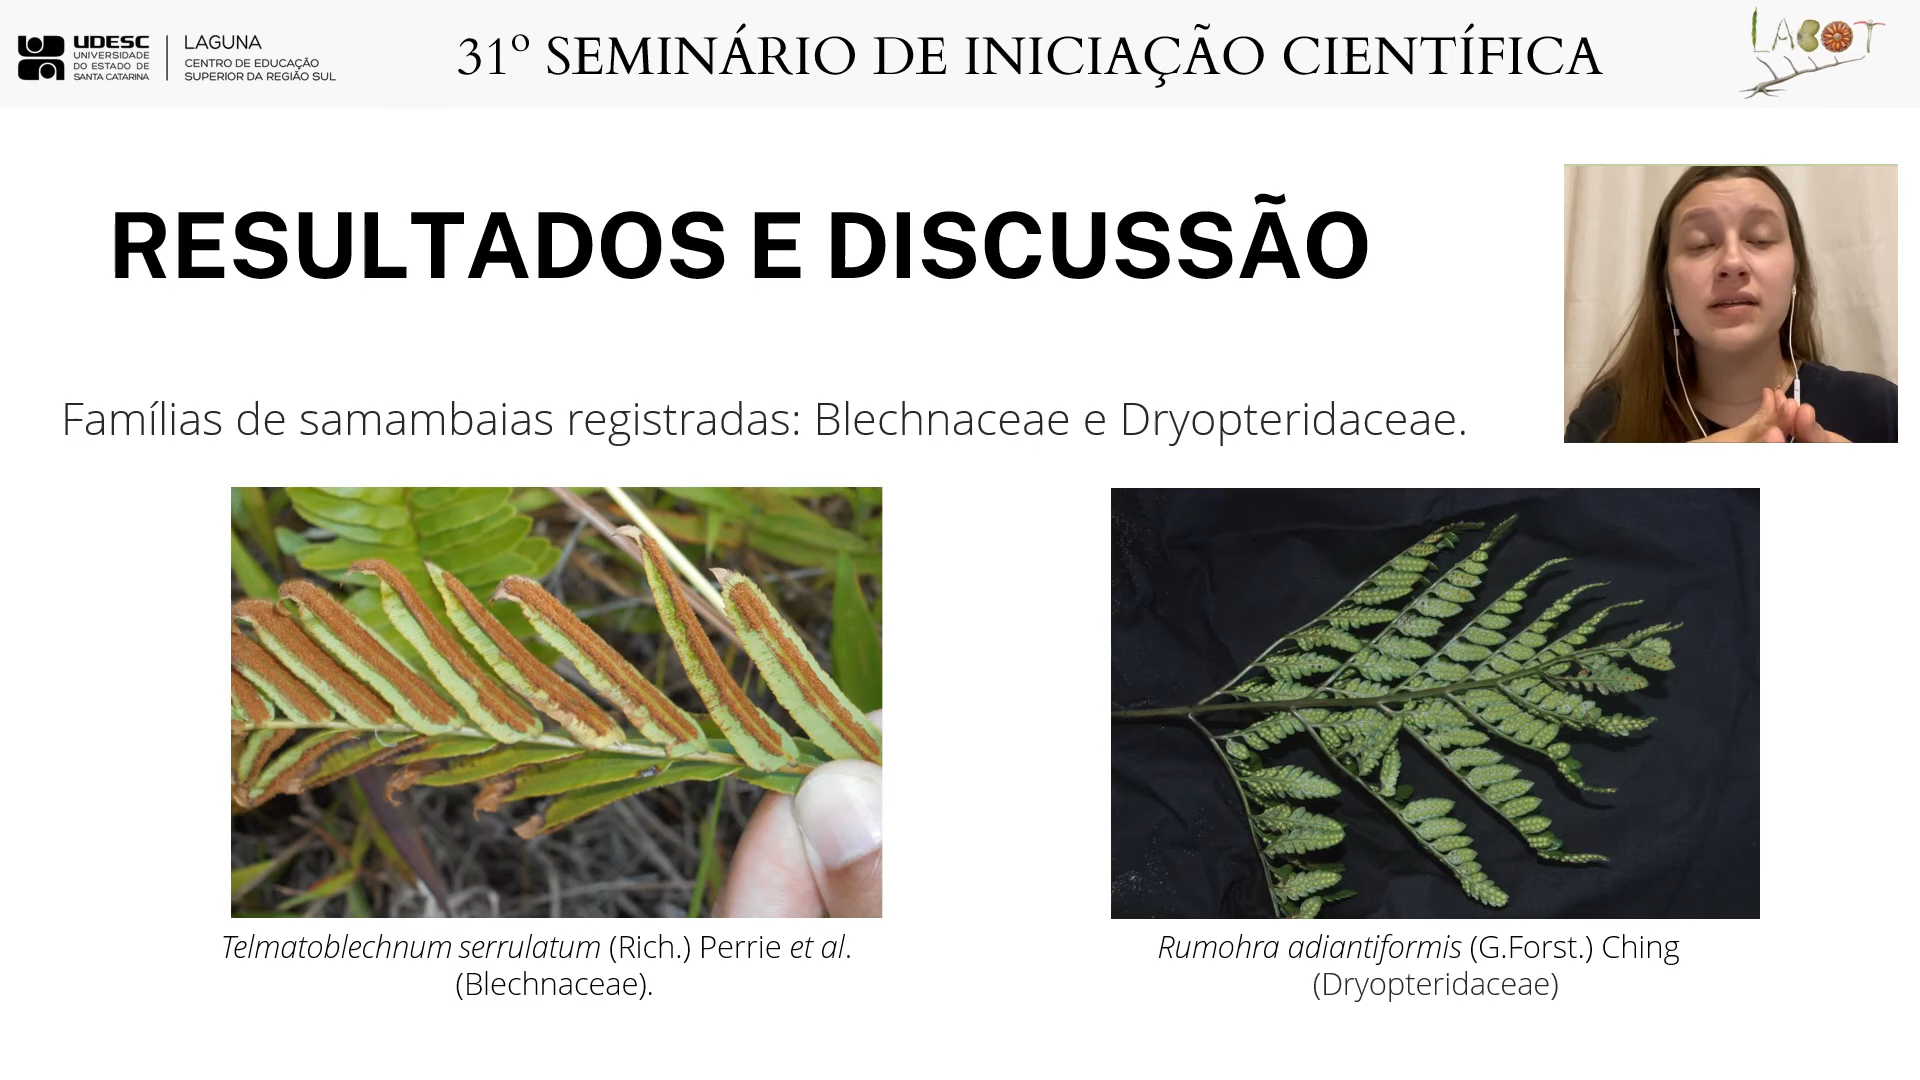 UDESC
UNIVERSIDADE
DO ESTADO DE
SANTA CATARINA
LAGUNA
CENTRO DE EDUCAÇÃO
SUPERIOR DA REGIÃO SUL
31º SEMINÁRIO DE INICIAÇÃO CIENTÍFICA
LABOT
RESULTADOS E DISCUSSÃO
Famílias de samambaias registradas: Blechnaceae e Dryopteridaceae.
Telmatoblechnum serrulatum (Rich.) Perrie et al.
(Blechnaceae).
Rumohra adiantiformis (G.Forst.) Ching
(Dryopteridaceae)